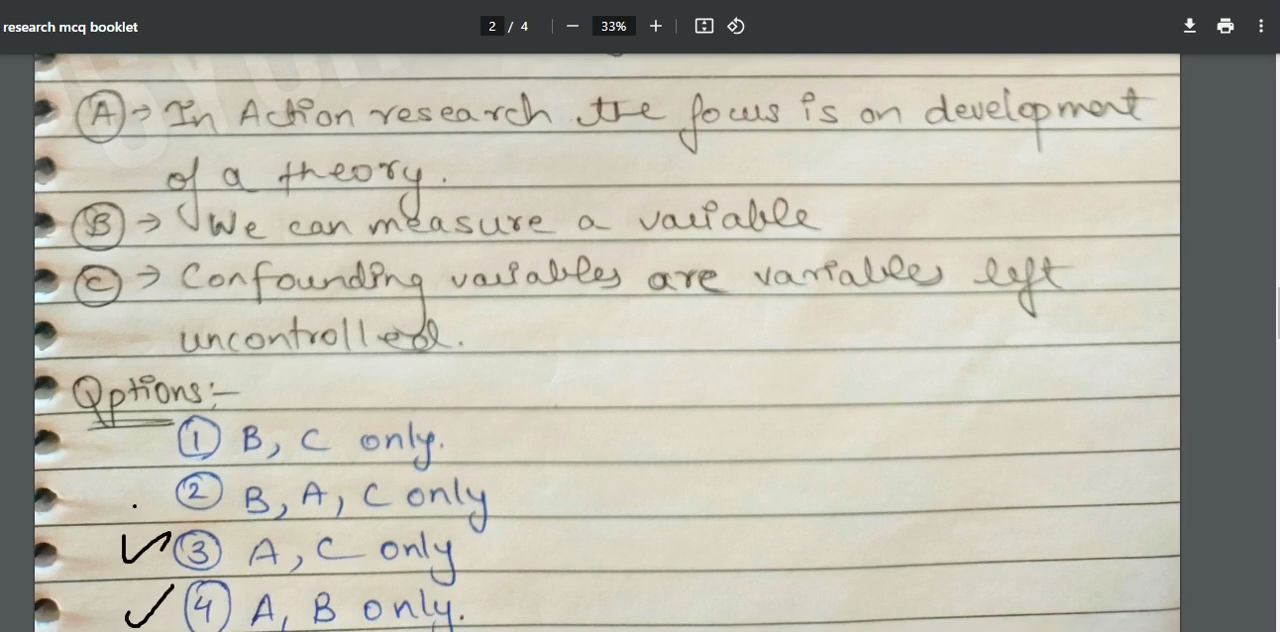 research mcq booklet
2 / 4
33%
(A) → In Action research the focus is on development
of a theory.
(B) → We can measure a variable
(C) → Confounding variables are variables left
uncontrolled.
Options:-
(1) B, C only.
(2) B, A, C only
(3) A, C only
(4) A, B only.